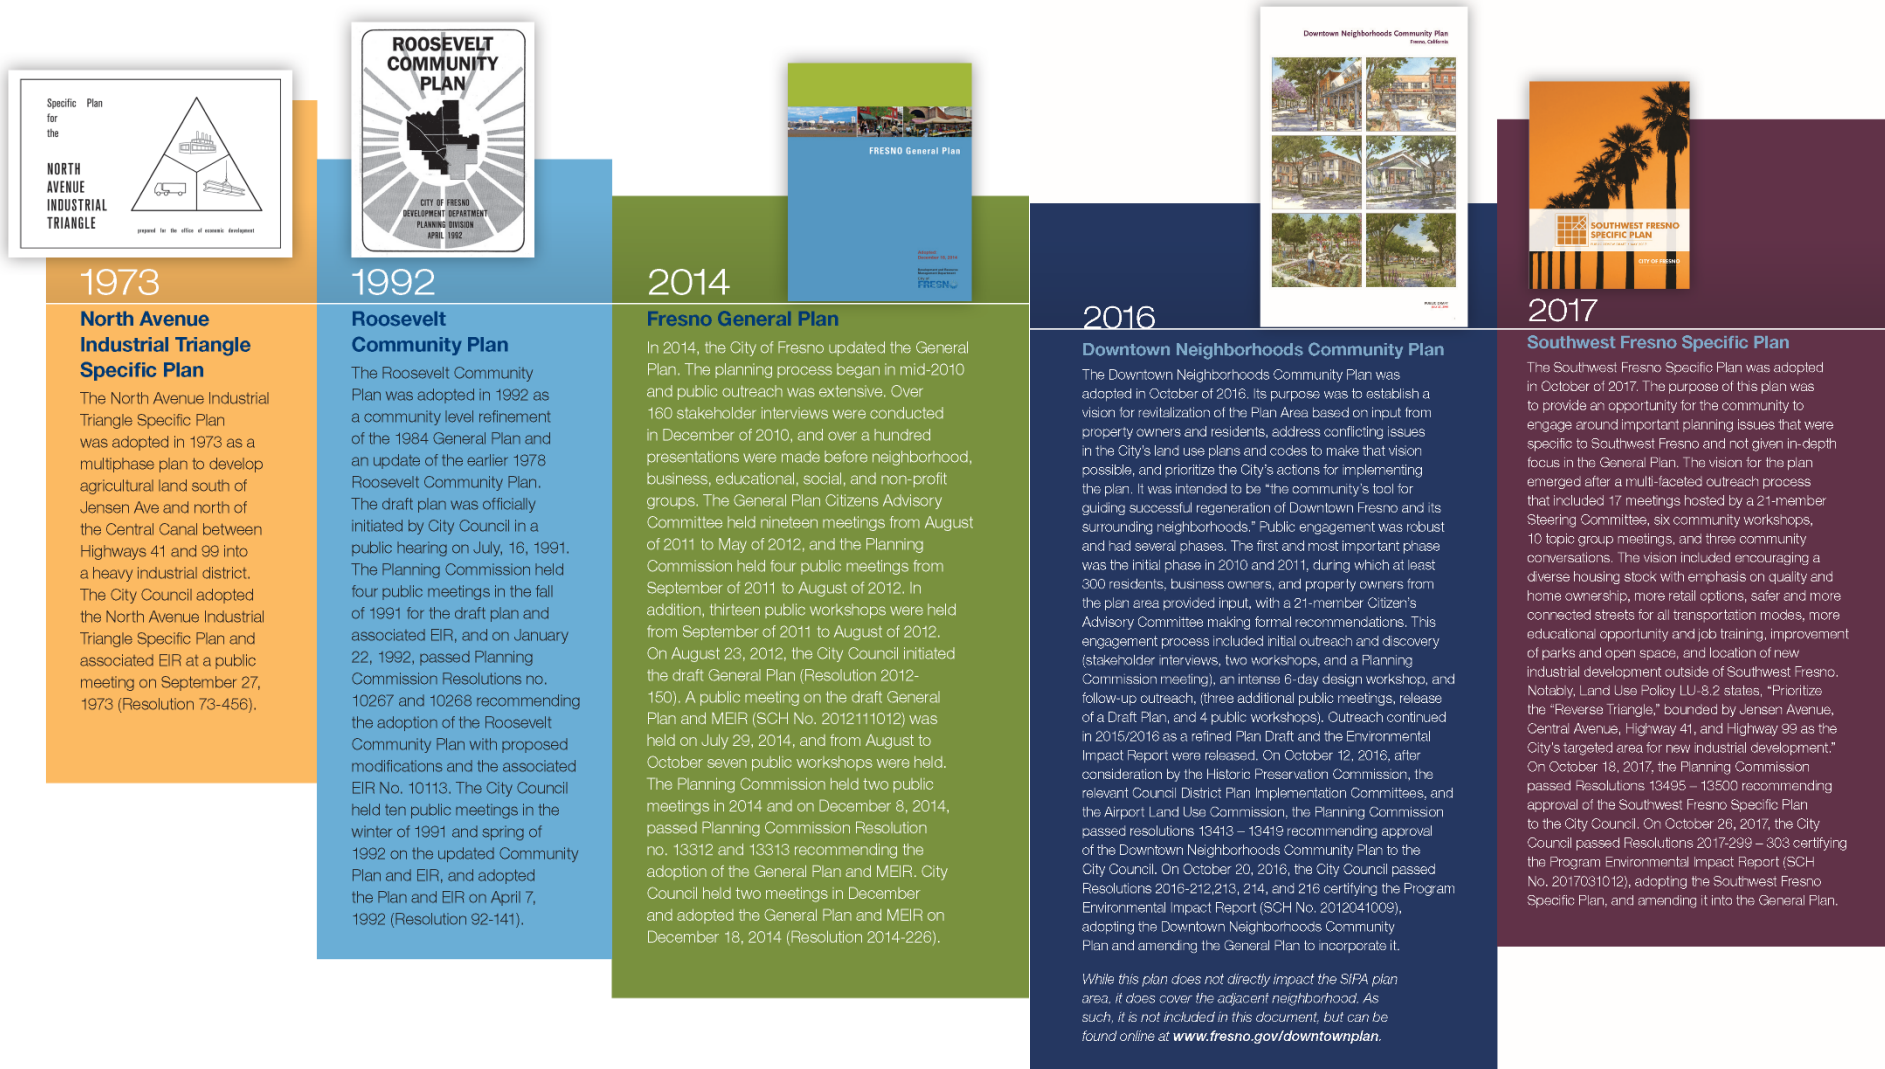 Specific Plan
for
the
NORTH
AVENUE
INDUSTRIAL
TRIANGLE
prepared for the office of economic development
1973
North Avenue
Industrial Triangle
Specific Plan
The North Avenue Industrial
Triangle Specific Plan
was adopted in 1973 as a
multiphase plan to develop
agricultural land south of
Jensen Ave and north of
the Central Canal between
Highways 41 and 99 into
a heavy industrial district.
The City Council adopted
the North Avenue Industrial
Triangle Specific Plan and
associated EIR at a public
meeting on September 27,
1973 (Resolution 73-456).
ROOSEVELT
COMMUNITY
PLAN
CITY OF FRESNO
DEVELOPMENT DEPARTMENT
PLANNING DIVISION
APRIL 1992
1992
Roosevelt
Community Plan
The Roosevelt Community
Plan was adopted in 1992 as
a community level refinement
of the 1984 General Plan and
an update of the earlier 1978
Roosevelt Community Plan.
The draft plan was officially
initiated by City Council in a
public hearing on July, 16, 1991.
The Planning Commission held
four public meetings in the fall
of 1991 for the draft plan and
associated EIR, and on January
22, 1992, passed Planning
Commission Resolutions no.
10267 and 10268 recommending
the adoption of the Roosevelt
Community Plan with proposed
modifications and the associated
EIR No. 10113. The City Council
held ten public meetings in the
winter of 1991 and spring of
1992 on the updated Community
Plan and EIR, and adopted
the Plan and EIR on April 7,
1992 (Resolution 92-141).
FRESNO General Plan
Adopted
December 18, 2014
FRESNO
2014
Fresno General Plan
In 2014, the City of Fresno updated the General
Plan. The planning process began in mid-2010
and public outreach was extensive. Over
160 stakeholder interviews were conducted
in December of 2010, and over a hundred
presentations were made before neighborhood,
business, educational, social, and non-profit
groups. The General Plan Citizens Advisory
Committee held nineteen meetings from August
of 2011 to May of 2012, and the Planning
Commission held four public meetings from
September of 2011 to August of 2012. In
addition, thirteen public workshops were held
from September of 2011 to August of 2012.
On August 23, 2012, the City Council initiated
the draft General Plan (Resolution 2012-
150). A public meeting on the draft General
Plan and MEIR (SCH No. 2012111012) was
held on July 29, 2014, and from August to
October seven public workshops were held.
The Planning Commission held two public
meetings in 2014 and on December 8, 2014,
passed Planning Commission Resolution
no. 13312 and 13313 recommending the
adoption of the General Plan and MEIR. City
Council held two meetings in December
and adopted the General Plan and MEIR on
December 18, 2014 (Resolution 2014-226).
Downtown Neighborhoods Community Plan
Fresno, California
2016
Downtown Neighborhoods Community Plan
The Downtown Neighborhoods Community Plan was
adopted in October of 2016. Its purpose was to establish a
vision for revitalization of the Plan Area based on input from
property owners and residents, address conflicting issues
in the City's land use plans and codes to make that vision
possible, and prioritize the City's actions for implementing
the plan. It was intended to be “the community's tool for
guiding successful regeneration of Downtown Fresno and its
surrounding neighborhoods.” Public engagement was robust
and had several phases. The first and most important phase
was the initial phase in 2010 and 2011, during which at least
300 residents, business owners, and property owners from
the plan area provided input, with a 21-member Citizen's
Advisory Committee making formal recommendations. This
engagement process included initial outreach and discovery
(stakeholder interviews, two workshops, and a Planning
Commission meeting), an intense 6-day design workshop, and
follow-up outreach, (three additional public meetings, release
of a Draft Plan, and 4 public workshops). Outreach continued
in 2015/2016 as a refined Plan Draft and the Environmental
Impact Report were released. On October 12, 2016, after
consideration by the Historic Preservation Commission, the
relevant Council District Plan Implementation Committees, and
the Airport Land Use Commission, the Planning Commission
passed resolutions 13413 – 13419 recommending approval
of the Downtown Neighborhoods Community Plan to the
City Council. On October 20, 2016, the City Council passed
Resolutions 2016-212,213, 214, and 216 certifying the Program
Environmental Impact Report (SCH No. 2012041009),
adopting the Downtown Neighborhoods Community
Plan and amending the General Plan to incorporate it.
While this plan does not directly impact the SIPA plan
area, it does cover the adjacent neighborhood. As
such, it is not included in this document, but can be
found online at www.fresno.gov/downtownplan.
SOUTHWEST FRESNO
SPECIFIC PLAN
CITY OF FRESNO
2017
Southwest Fresno Specific Plan
The Southwest Fresno Specific Plan was adopted
in October of 2017. The purpose of this plan was
to provide an opportunity for the community to
engage around important planning issues that were
specific to Southwest Fresno and not given in-depth
focus in the General Plan. The vision for the plan
emerged after a multi-faceted outreach process
that included 17 meetings hosted by a 21-member
Steering Committee, six community workshops,
10 topic group meetings, and three community
conversations. The vision included encouraging a
diverse housing stock with emphasis on quality and
home ownership, more retail options, safer and more
connected streets for all transportation modes, more
educational opportunity and job training, improvement
of parks and open space, and location of new
industrial development outside of Southwest Fresno.
Notably, Land Use Policy LU-8.2 states, “Prioritize
the “Reverse Triangle,” bounded by Jensen Avenue,
Central Avenue, Highway 41, and Highway 99 as the
City's targeted area for new industrial development.”
On October 18, 2017, the Planning Commission
passed Resolutions 13495 – 13500 recommending
approval of the Southwest Fresno Specific Plan
to the City Council. On October 26, 2017, the City
Council passed Resolutions 2017-299 – 303 certifying
the Program Environmental Impact Report (SCH
No. 2017031012), adopting the Southwest Fresno
Specific Plan, and amending it into the General Plan.